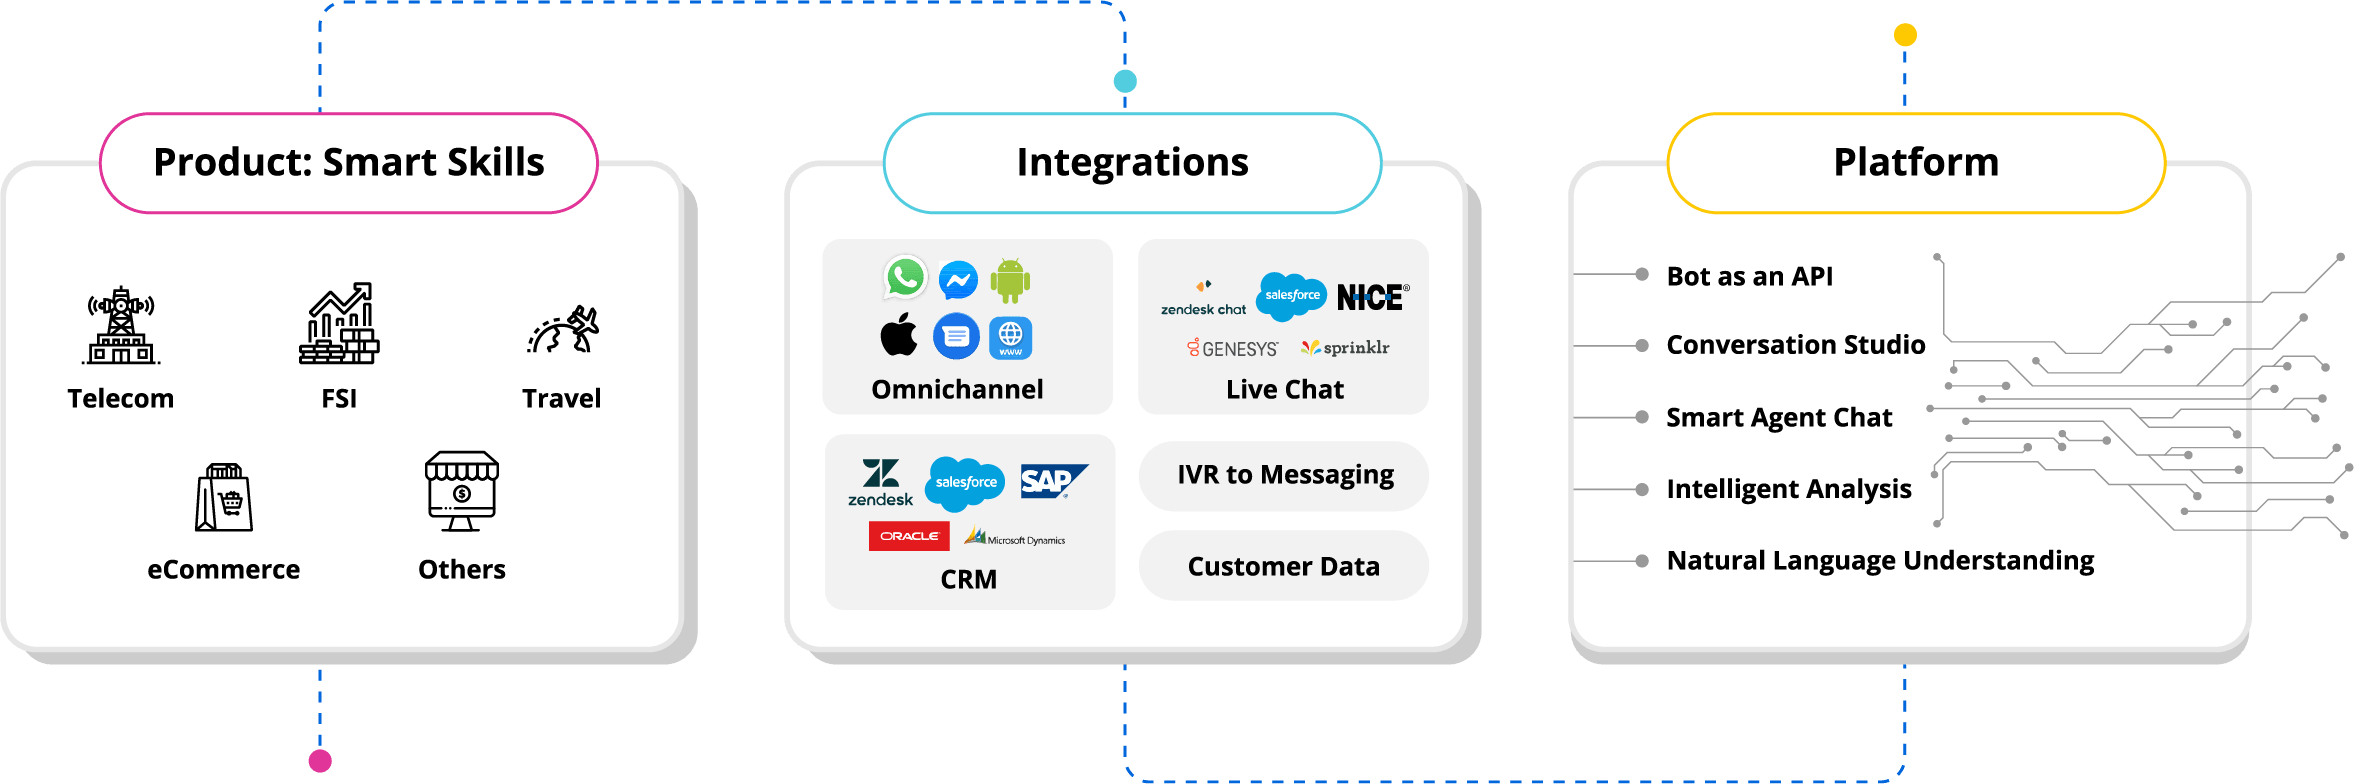 Product: Smart Skills
Telecom
FSI
Travel
eCommerce
Others
Integrations
www
Omnichannel
zendesk chat
salesforce
NICE®
GENESYS
sprinklr
Live Chat
zendesk
salesforce
SAP
ORACLE
Microsoft Dynamics
CRM
IVR to Messaging
Customer Data
Platform
Bot as an API
Conversation Studio
Smart Agent Chat
Intelligent Analysis
Natural Language Understanding